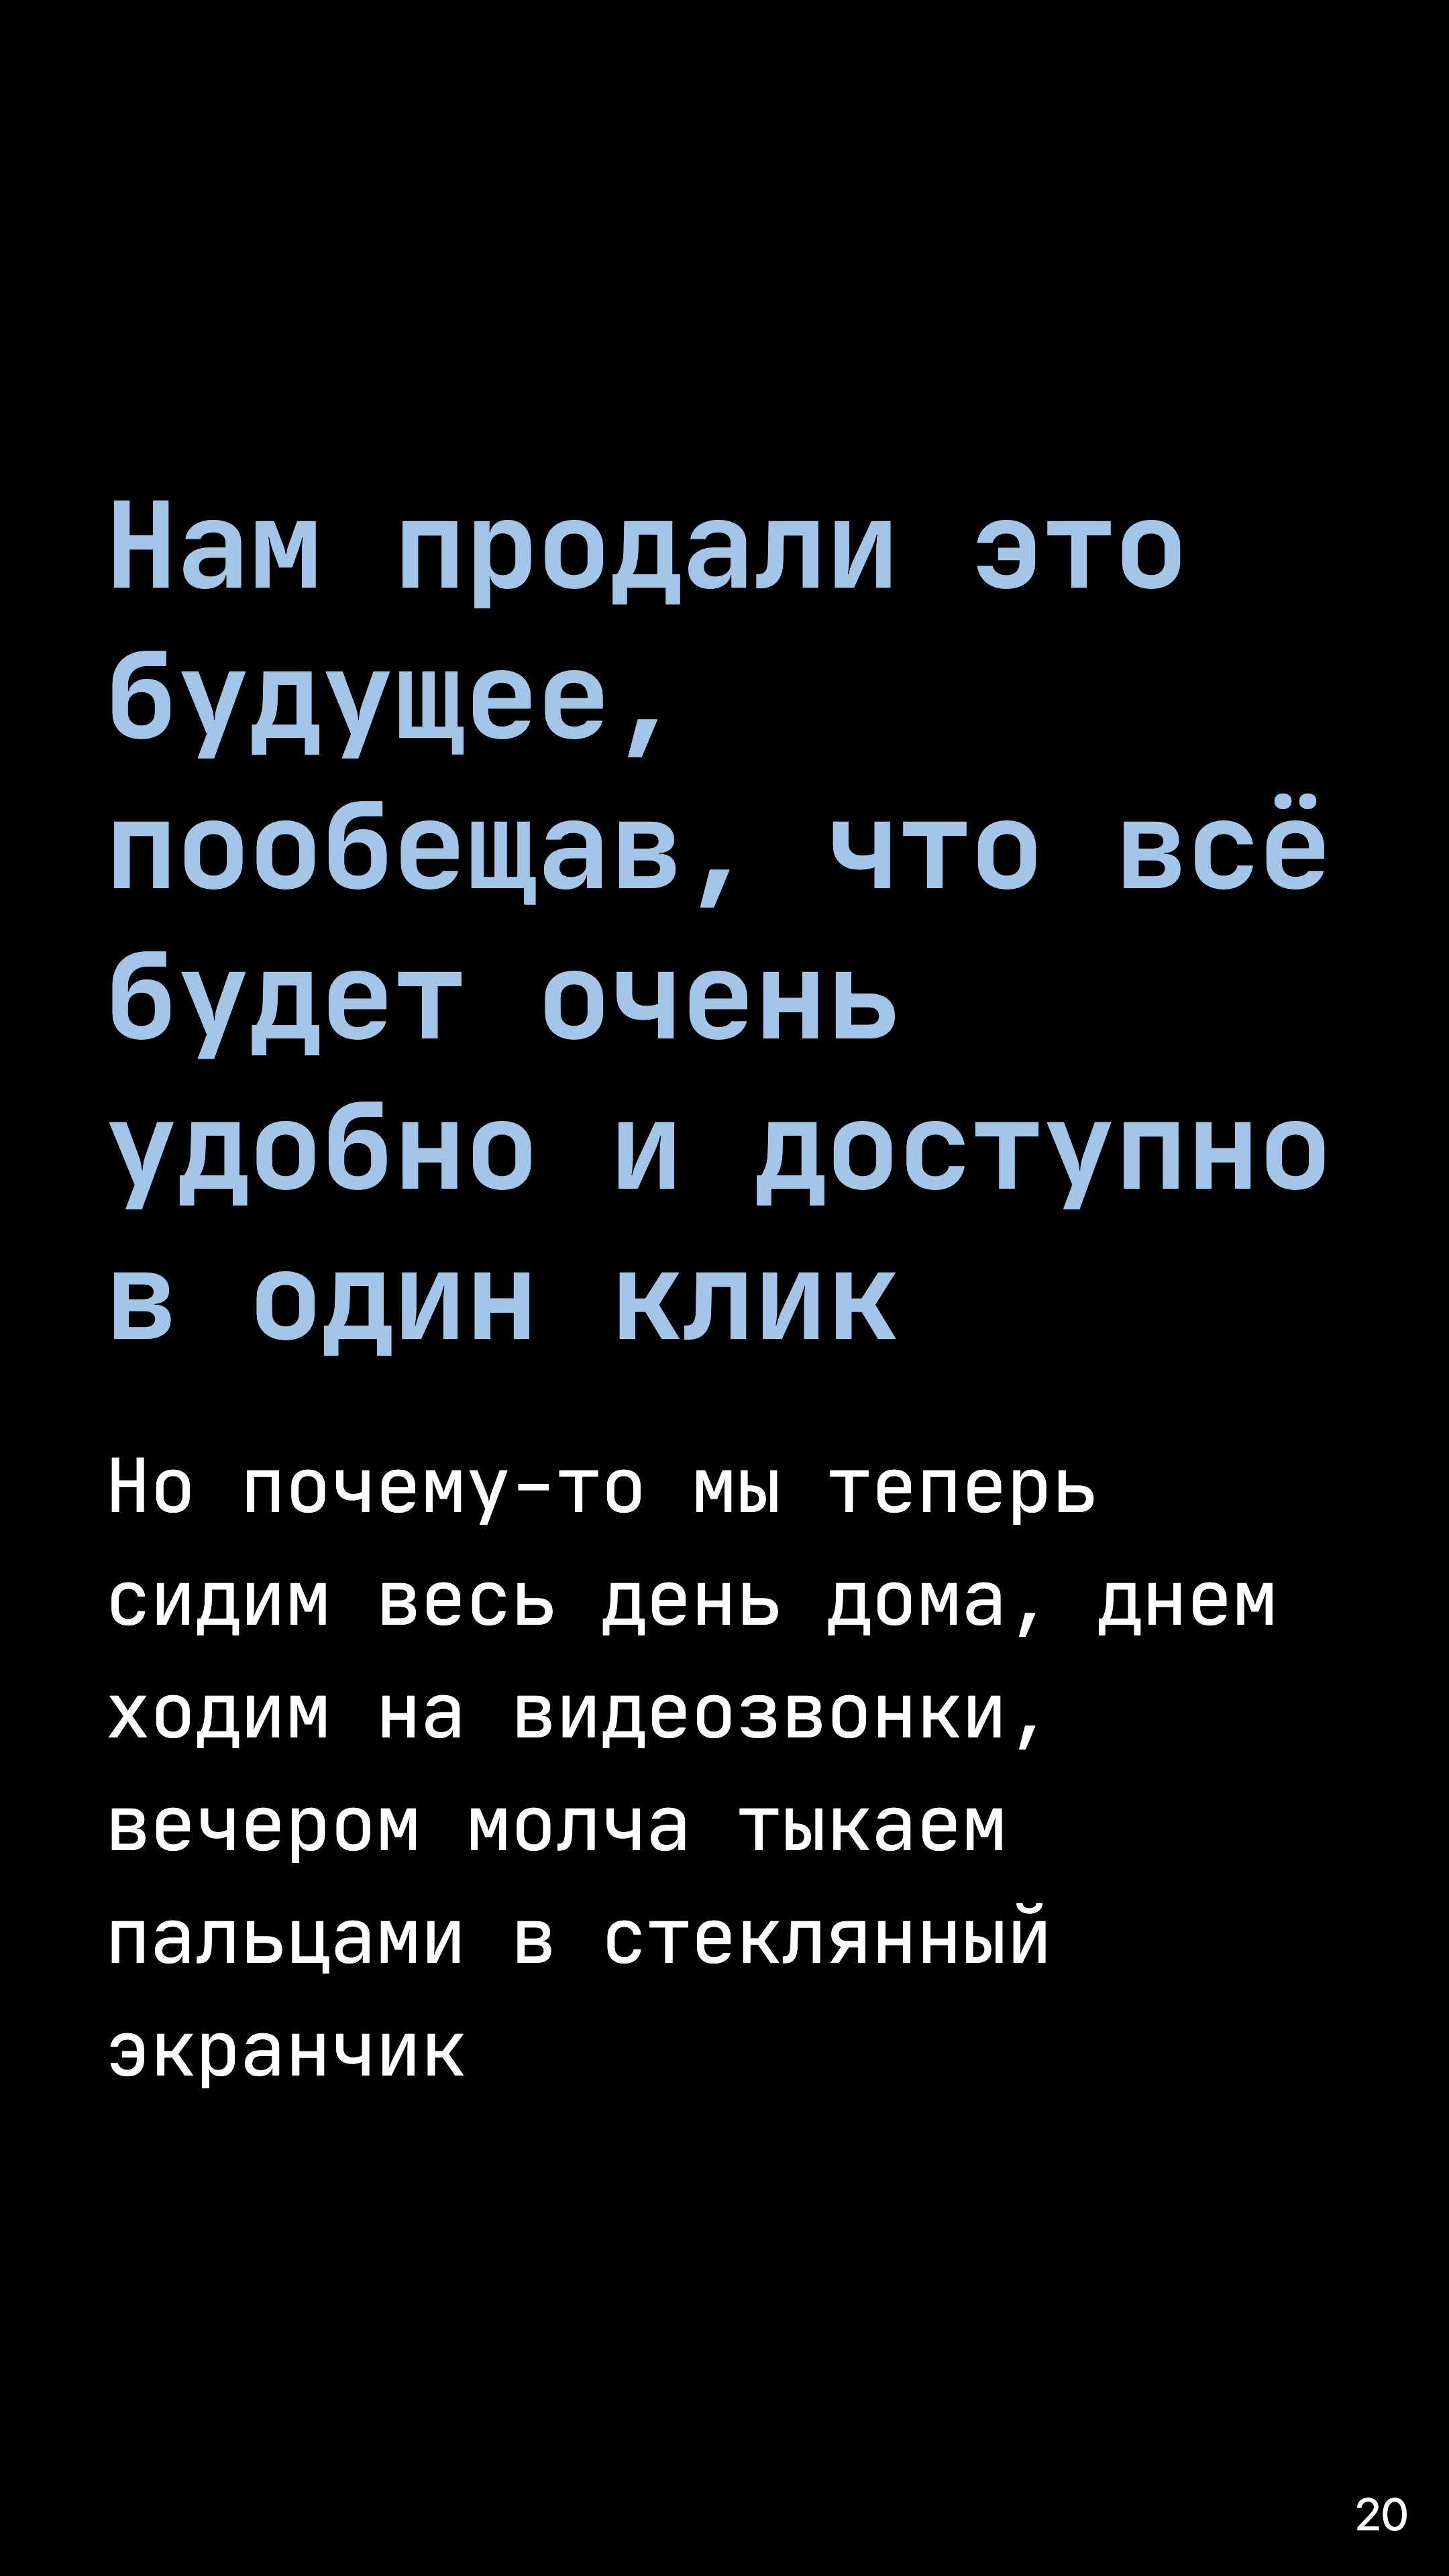 Нам продали это
будущее,
пообещав, что всё
будет очень
удобно и доступно
в один клик
Но почему-то мы теперь
сидим весь день дома, днем
ходим на видеозвонки,
вечером молча тыкаем
пальцами в стеклянный
экранчик
20